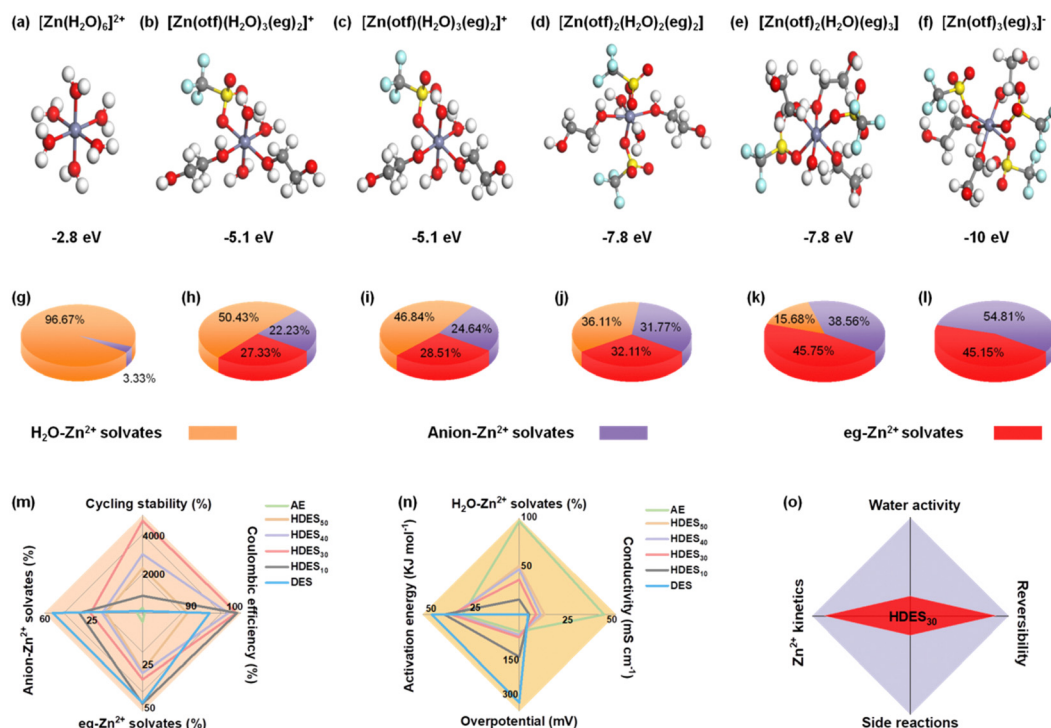 (a) [Zn(H₂O)₆]²⁺ (b) [Zn(otf)(H₂O)₃(eg)₂]⁺ (c) [Zn(otf)(H₂O)₃(eg)₂]⁺ (d) [Zn(otf)₂(H₂O)₂(eg)₂] (e) [Zn(otf)₂(H₂O)(eg)₃] (f) [Zn(otf)₃(eg)₃]⁻
-2.8 eV -5.1 eV -5.1 eV -7.8 eV -7.8 eV -10 eV
(g) (h) (i) (j) (k) (l)
96.67% 3.33%
50.43% 22.23% 27.33%
46.84% 24.64% 28.51%
36.11% 31.77% 32.11%
15.68% 38.56% 45.75%
54.81% 45.15%
H₂O-Zn²⁺ solvates Anion-Zn²⁺ solvates eg-Zn²⁺ solvates
(m) Cycling stability (%)
AE
HDES₅₀
HDES₄₀
HDES₃₀
HDES₁₀
DES
4000
2000
90
100
60
25
25
50
Anion-Zn²⁺ solvates (%)
Coulombic efficiency (%)
eg-Zn²⁺ solvates (%)
(n) H₂O-Zn²⁺ solvates (%)
AE
HDES₅₀
HDES₄₀
HDES₃₀
HDES₁₀
DES
100
50
50
25
25
50
150
300
Activation energy (KJ mol⁻¹)
Conductivity (mS cm⁻¹)
Overpotential (mV)
(o) Water activity
Zn²⁺ kinetics
HDES₃₀
Reversibility
Side reactions